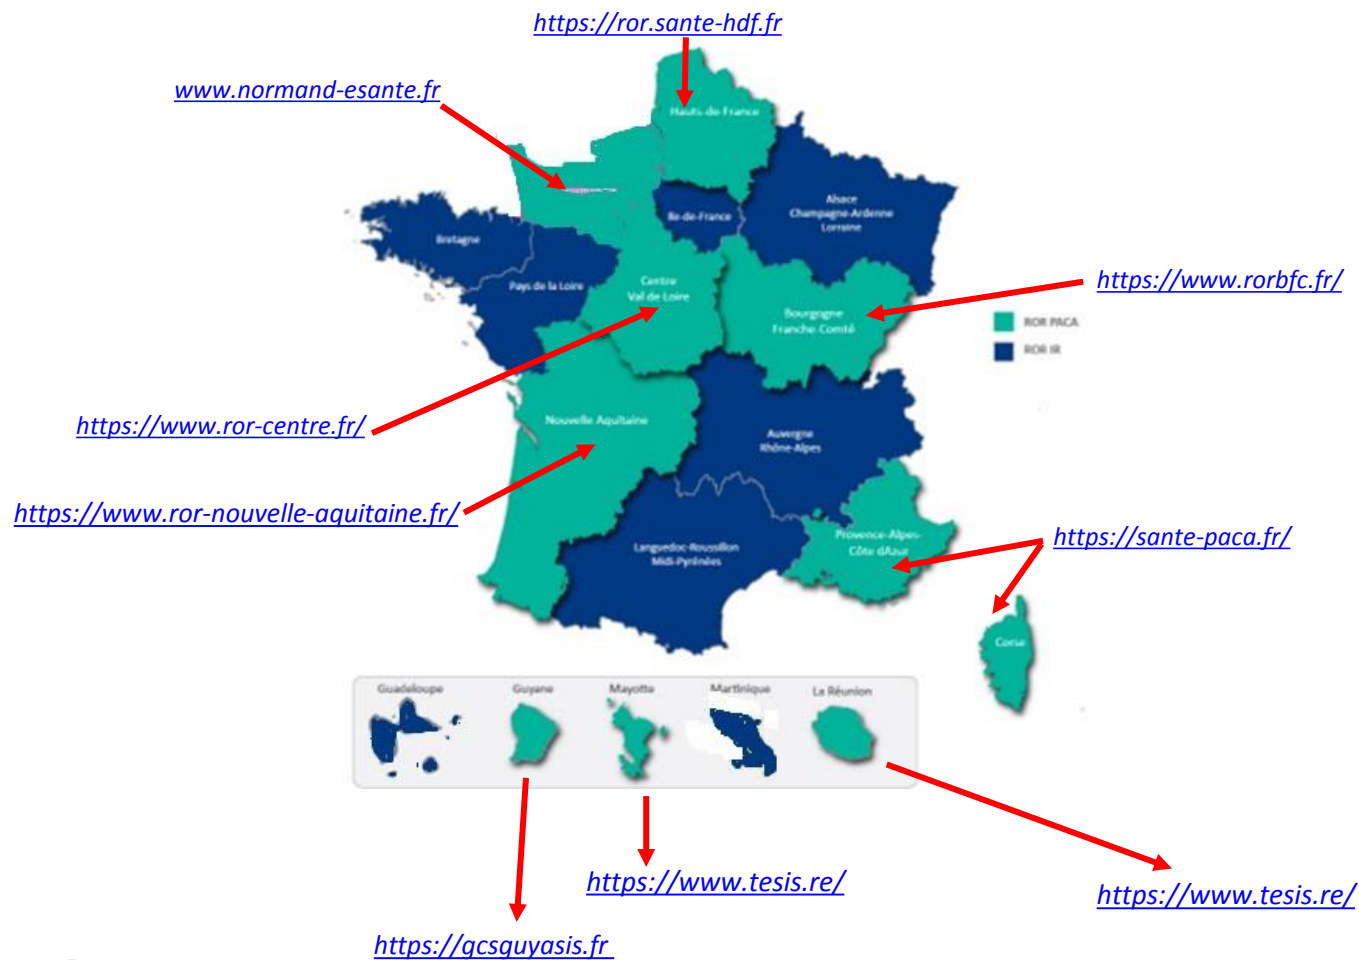 https://ror.sante-hdf.fr
www.normand-esante.fr
Hauts-de-France
Ile-de-France
Alsace
Champagne-Ardenne
Lorraine
Bretagne
Pays de la Loire
Centre
Val de Loire
https://www.rorbfc.fr/
Bourgogne
Franche-Comté
ROR PACA
ROR IR
https://www.ror-centre.fr/
Nouvelle Aquitaine
Auvergne
Rhône-Alpes
https://www.ror-nouvelle-aquitaine.fr/
Languedoc-Roussillon
Midi-Pyrénées
Provence-Alpes-
Côte dAzur
https://sante-paca.fr/
Corse
Guadeloupe
Guyane
Mayotte
Martinique
La Réunion
https://www.tesis.re/
https://www.tesis.re/
https://gcsguyasis.fr